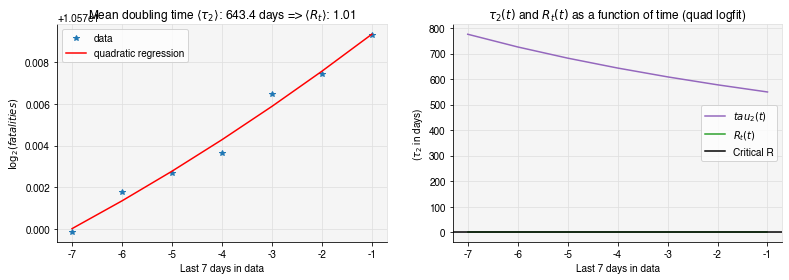 Mean doubling time ⟨τ₂⟩: 643.4 days => ⟨Rₜ⟩: 1.01
data
quadratic regression
0.008
0.006
0.004
0.002
0.000
log₂(fatalities)
-7 -6 -5 -4 -3 -2 -1
Last 7 days in data
τ₂(t) and Rₜ(t) as a function of time (quad logfit)
800
700
600
500
400
300
200
100
0
(τ₂ in days)
tau₂(t)
Rₜ(t)
Critical R
-7 -6 -5 -4 -3 -2 -1
Last 7 days in data